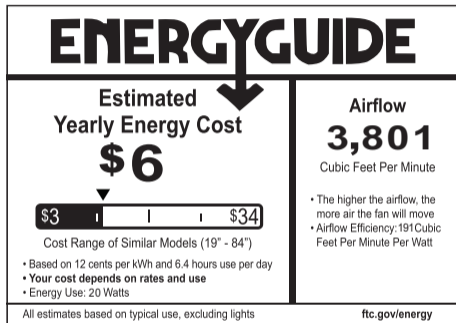 ENERGYGUIDE
Estimated
Yearly Energy Cost
$6
$3
$34
Cost Range of Similar Models (19" - 84")
• Based on 12 cents per kWh and 6.4 hours use per day
• Your cost depends on rates and use
• Energy Use: 20 Watts
Airflow
3,801
Cubic Feet Per Minute
• The higher the airflow, the
more air the fan will move
• Airflow Efficiency:191Cubic
Feet Per Minute Per Watt
All estimates based on typical use, excluding lights
ftc.gov/energy